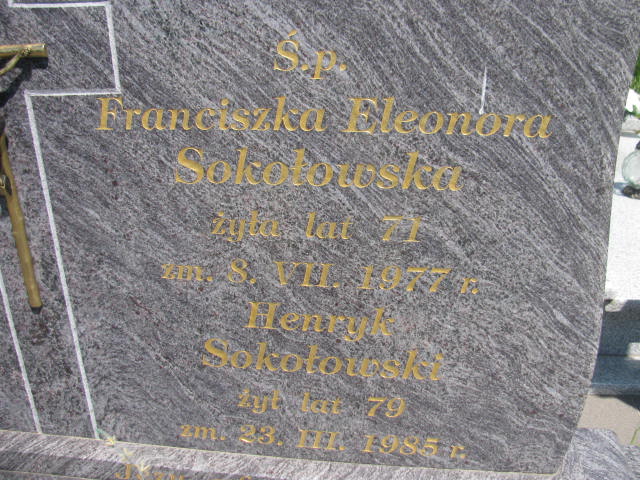 Ś.p.
Franciszka Eleonora
Sokołowska
żyła lat 71
zm. 8. VII. 1977 r.
Henryk
Sokołowski
żył lat 79
zm. 23. III. 1985 r.